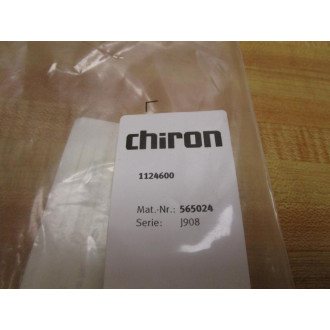 chiron
1124600
Mat.-Nr.: 565024
Serie: J908